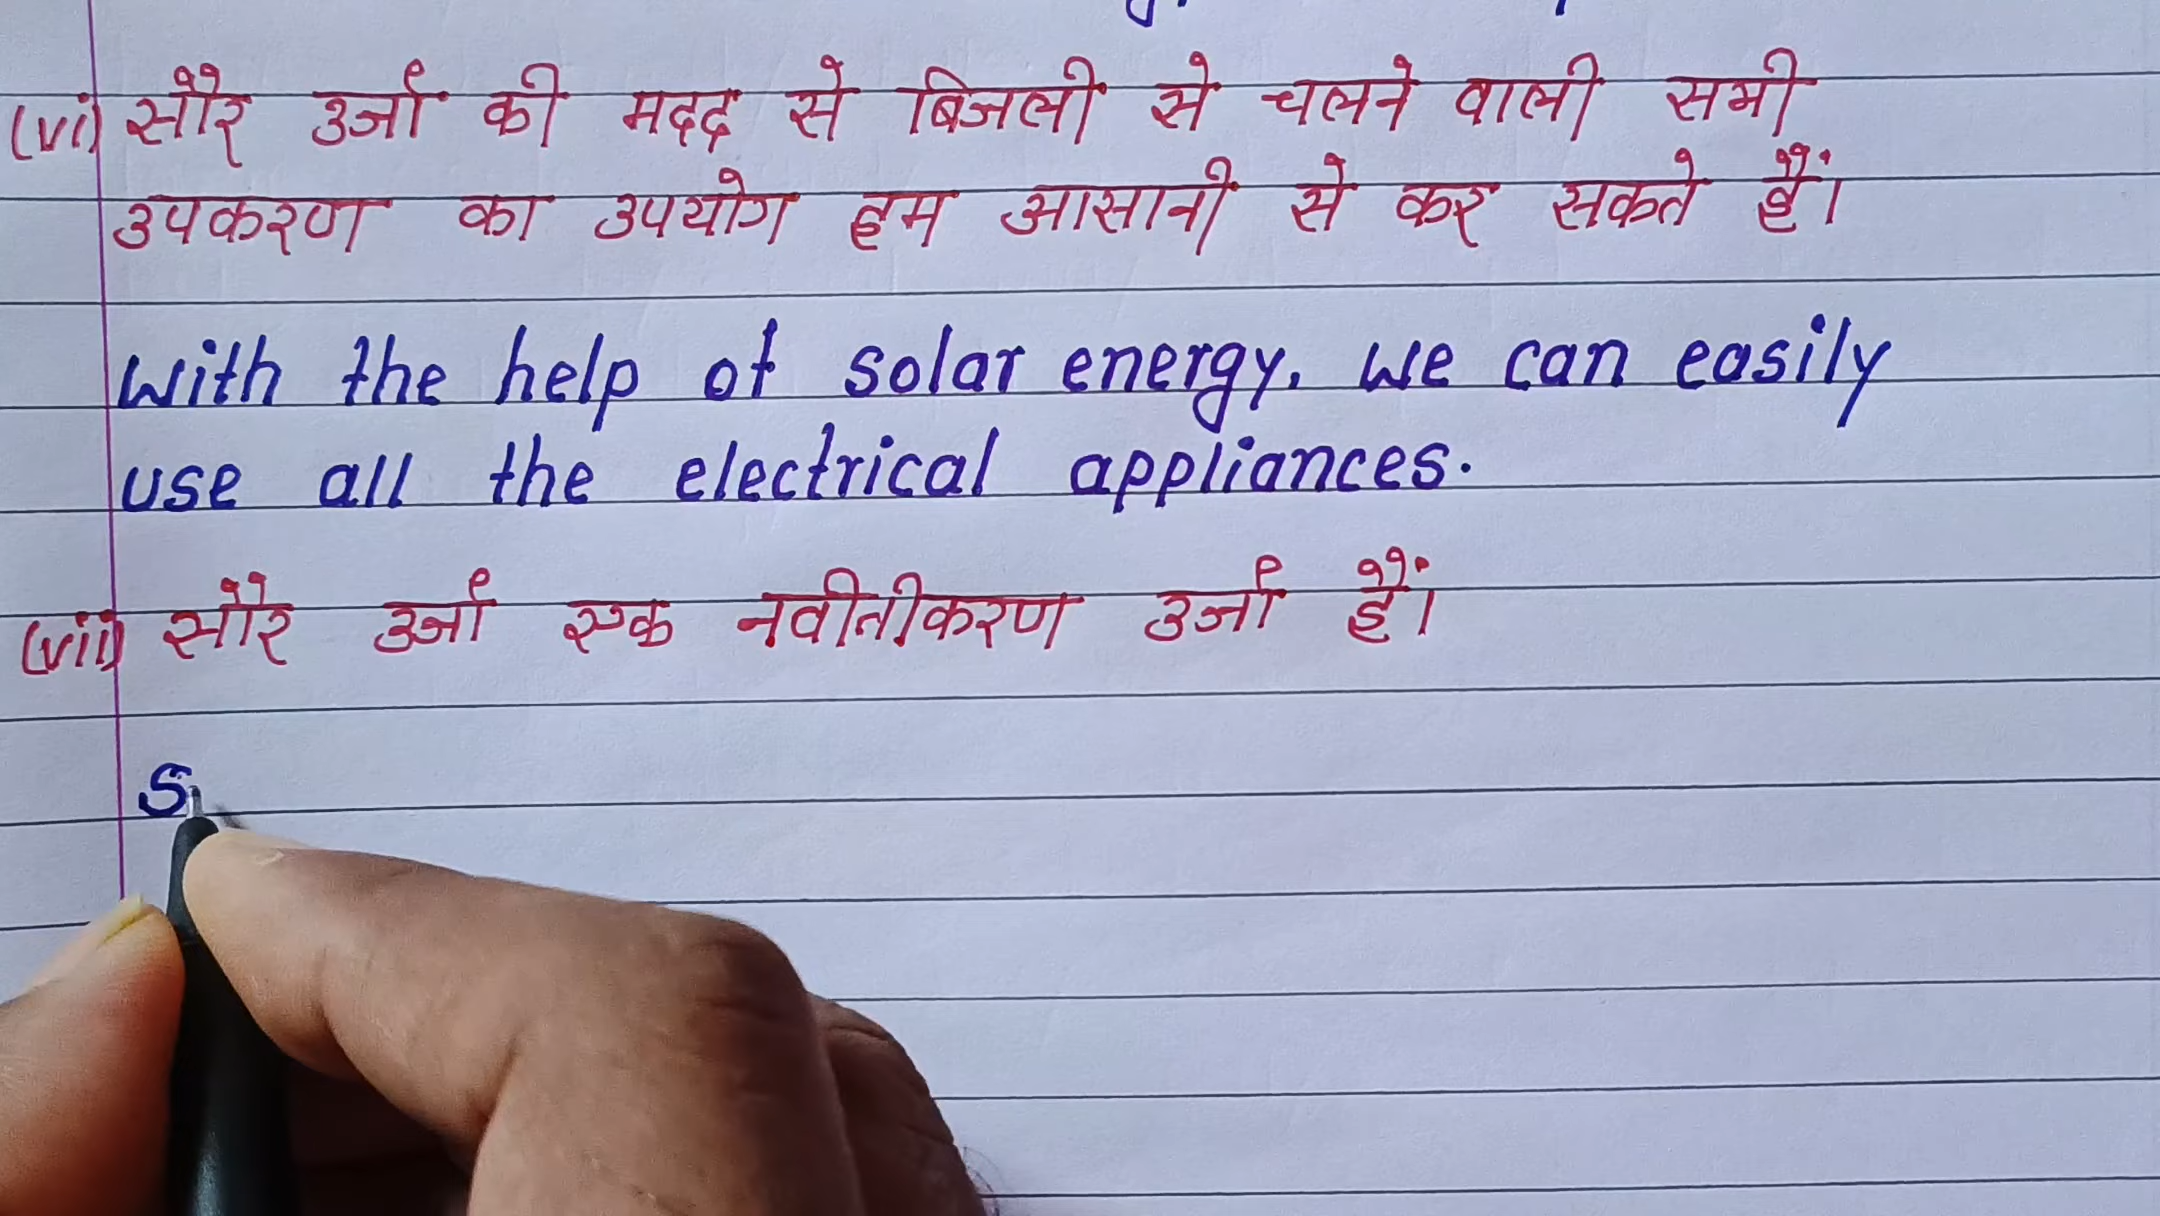 (vi) सौर उर्जा की मदद से बिजली से चलने वाली सभी
उपकरण का उपयोग हम आसानी से कर सकते हैं।
With the help of solar energy, we can easily
use all the electrical appliances.
(vii) सौर उर्जा एक नवीतीकरण उर्जा हैं।
S